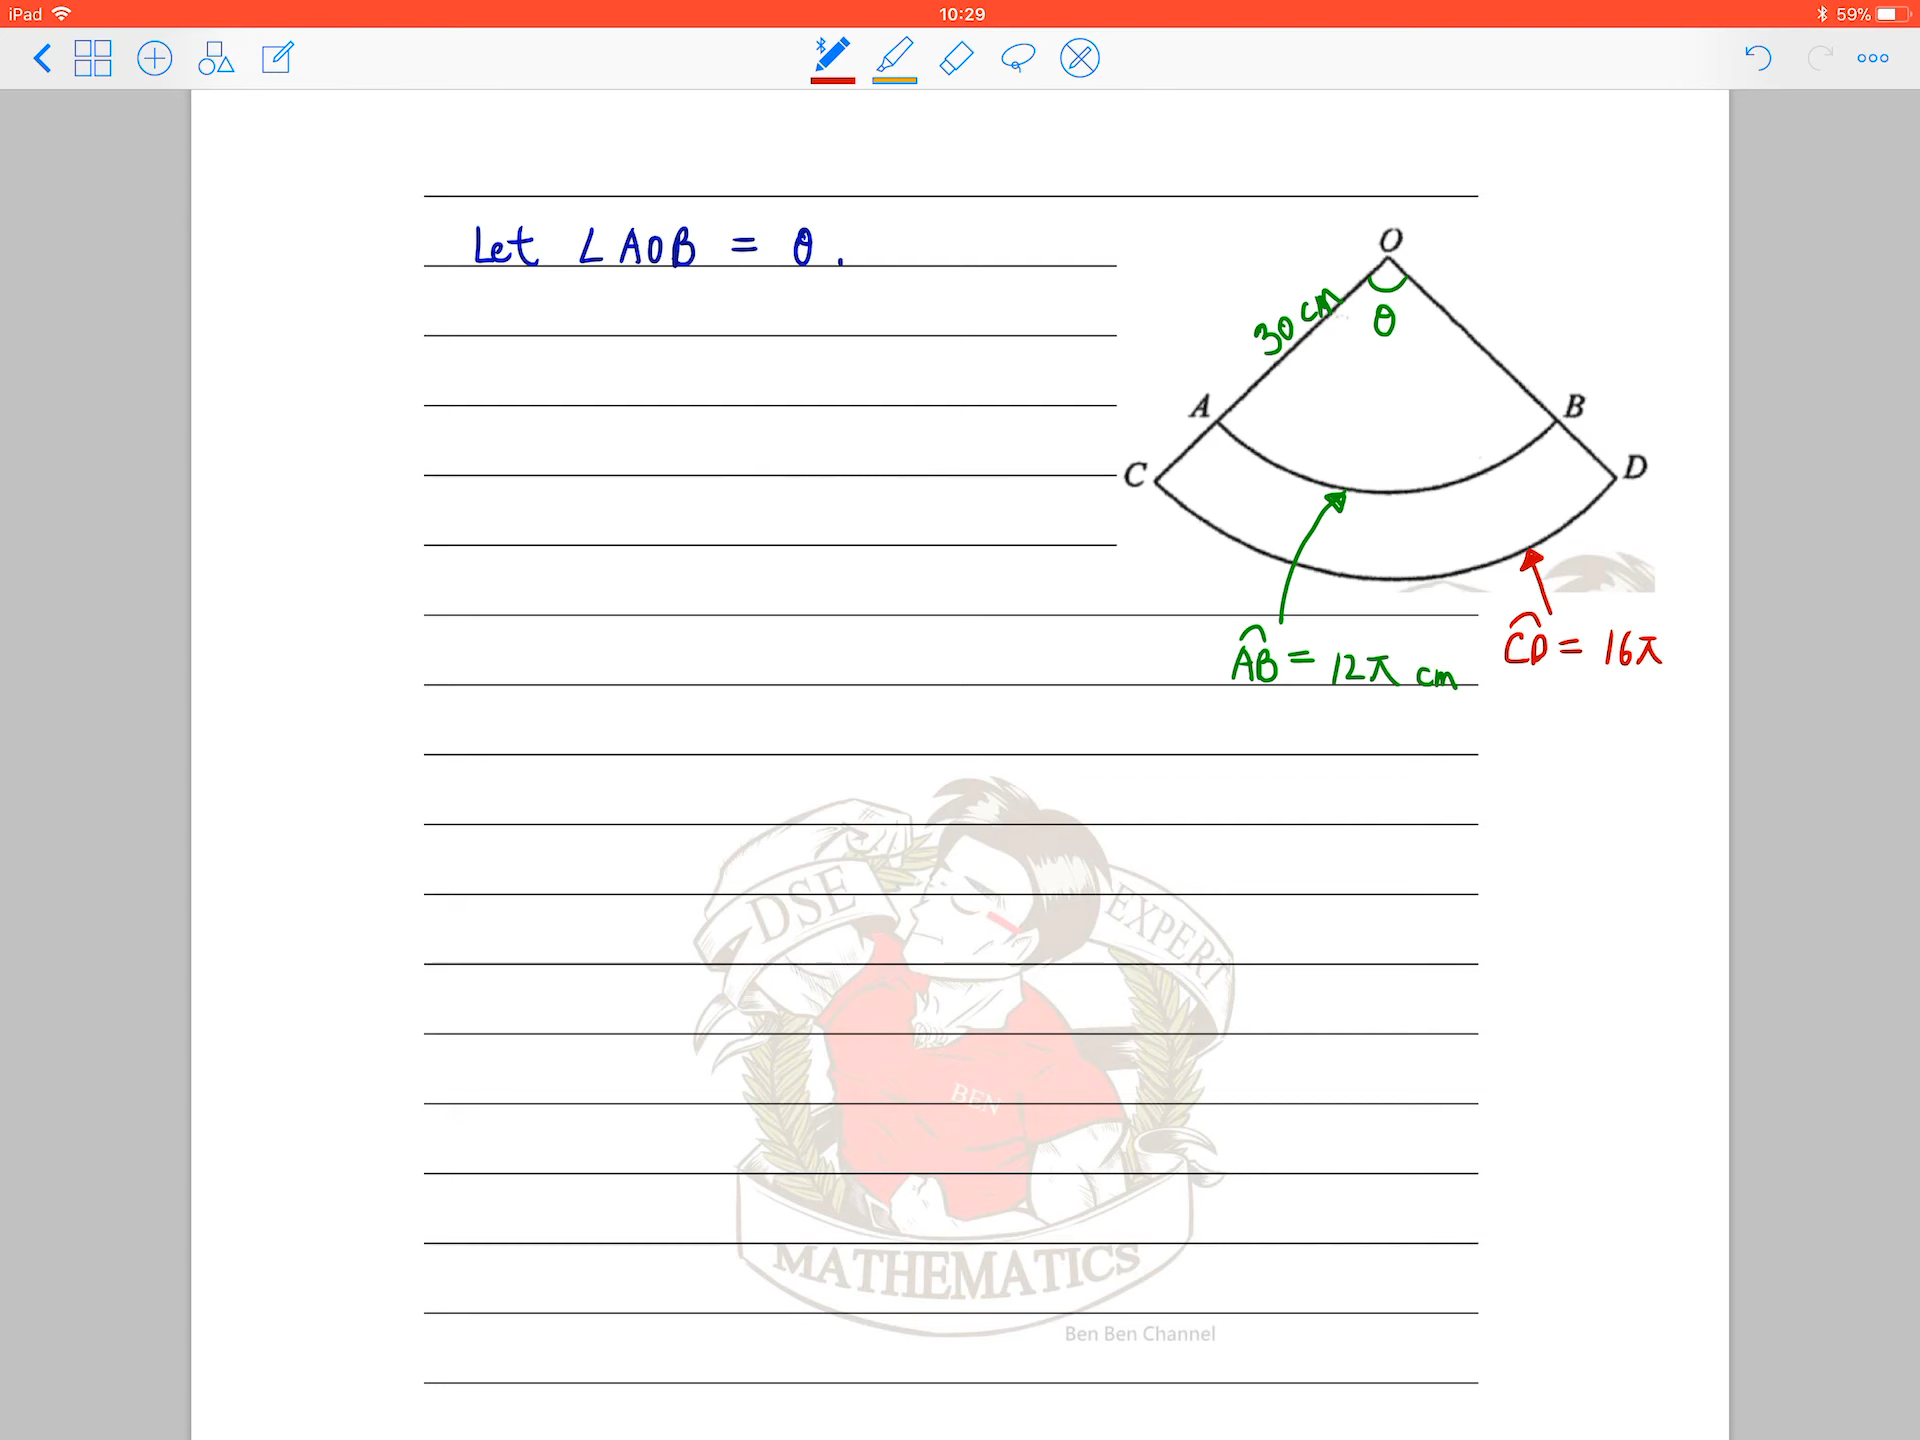 iPad 10:29 59%
Let ∠AOB = θ.
O
30 cm
θ
A B
C D
⌒AB = 12π cm
⌒CD = 16π
DSE EXPERT
BEN
MATHEMATICS
Ben Ben Channel